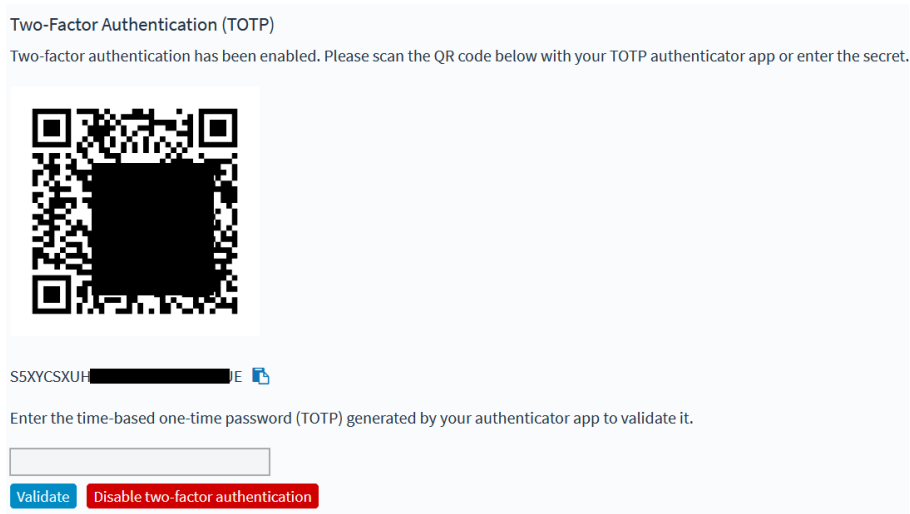 Two-Factor Authentication (TOTP)
Two-factor authentication has been enabled. Please scan the QR code below with your TOTP authenticator app or enter the secret.
S5XYCSXUH JE
Enter the time-based one-time password (TOTP) generated by your authenticator app to validate it.
Validate Disable two-factor authentication